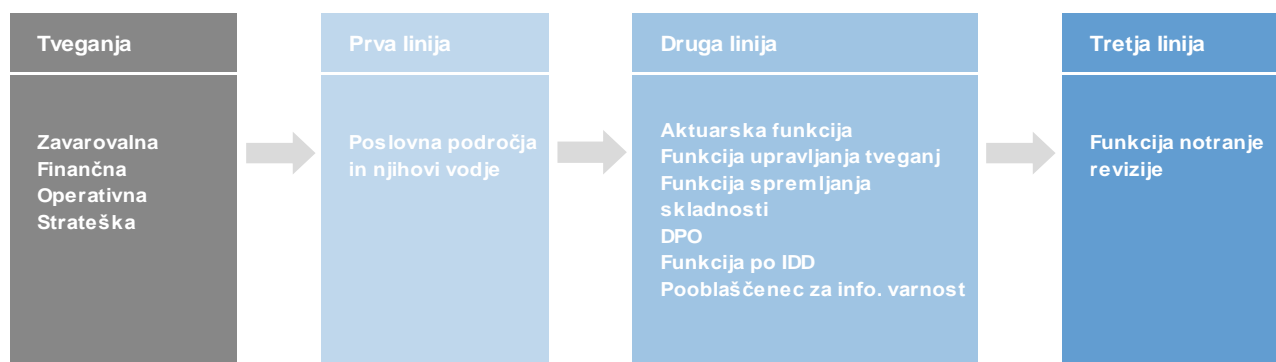 Tveganja
Zavarovalna
Finančna
Operativna
Strateška
Prva linija
Poslovna področja
in njihovi vodje
Druga linija
Aktuarska funkcija
Funkcija upravljanja tveganj
Funkcija spremljanja
skladnosti
DPO
Funkcija po IDD
Pooblaščenec za info. varnost
Tretja linija
Funkcija notranje
revizije